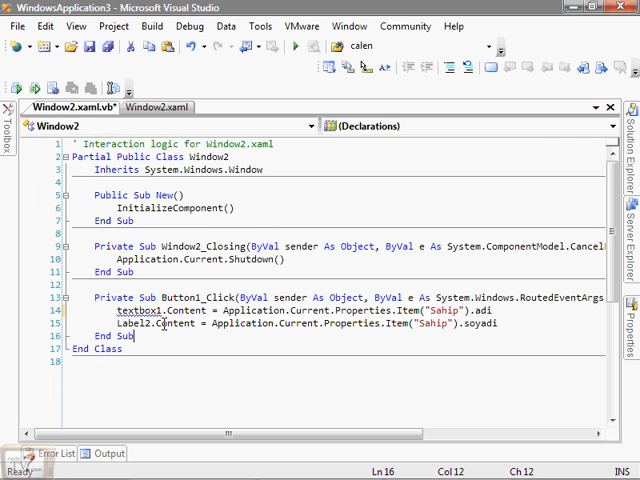 WindowsApplication3 - Microsoft Visual Studio
File Edit View Project Build Debug Data Tools VMware Window Community Help
calen
Window2.xaml.vb* Window2.xaml
Window2 (Declarations)
1 ' Interaction logic for Window2.xaml
2 Partial Public Class Window2
3 Inherits System.Windows.Window
4
5 Public Sub New()
6 InitializeComponent()
7 End Sub
8
9 Private Sub Window2_Closing(ByVal sender As Object, ByVal e As System.ComponentModel.Cancel
10 Application.Current.Shutdown()
11 End Sub
12
13 Private Sub Button1_Click(ByVal sender As Object, ByVal e As System.Windows.RoutedEventArgs
14 textbox1.Content = Application.Current.Properties.Item("Sahip").adi
15 Label2.Content = Application.Current.Properties.Item("Sahip").soyadi
16 End Sub
17 End Class
18
Toolbox
Solution Explorer
Server Explorer
Properties
Error List Output
Ready Ln 16 Col 12 Ch 12 INS